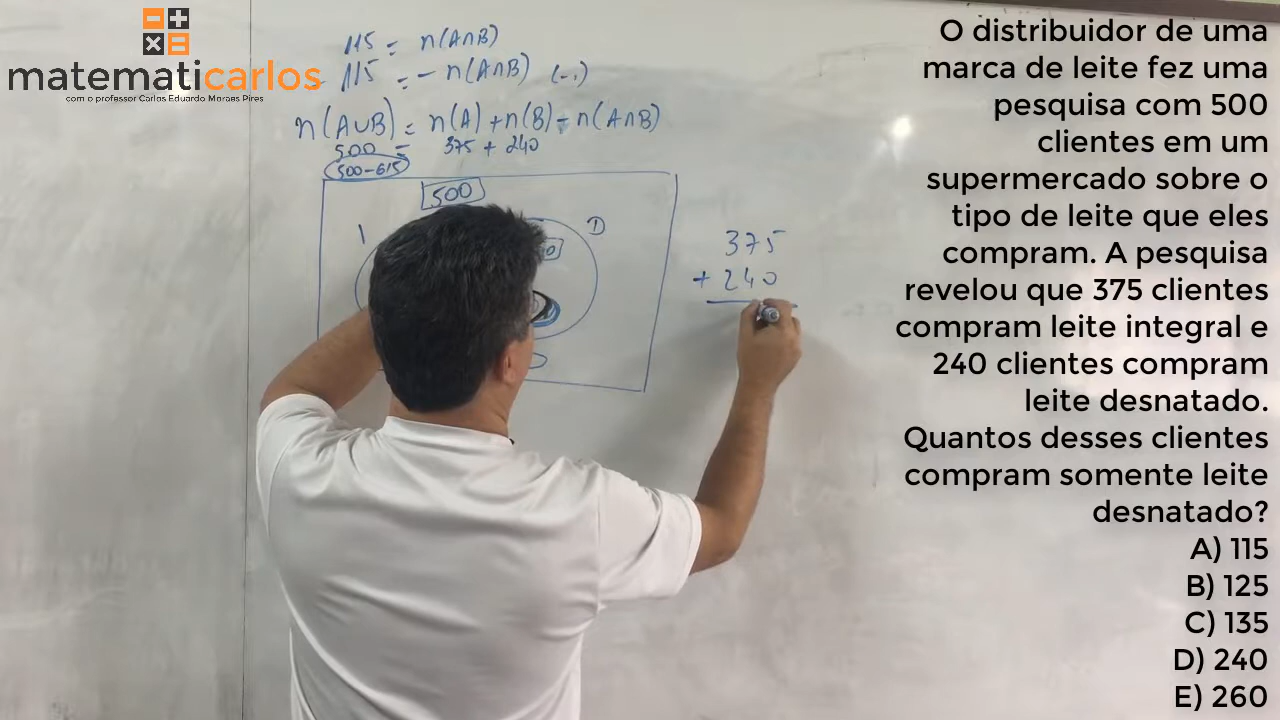 matematicarlos
com o professor Carlos Eduardo Moraes Pires
115 = n(A∩B)
- 115 = - n(A∩B) (-1)
n(A∪B) = n(A) + n(B) - n(A∩B)
500 = 375 + 240
500-615
500
I
D
375
+ 240
O distribuidor de uma
marca de leite fez uma
pesquisa com 500
clientes em um
supermercado sobre o
tipo de leite que eles
compram. A pesquisa
revelou que 375 clientes
compram leite integral e
240 clientes compram
leite desnatado.
Quantos desses clientes
compram somente leite
desnatado?
A) 115
B) 125
C) 135
D) 240
E) 260